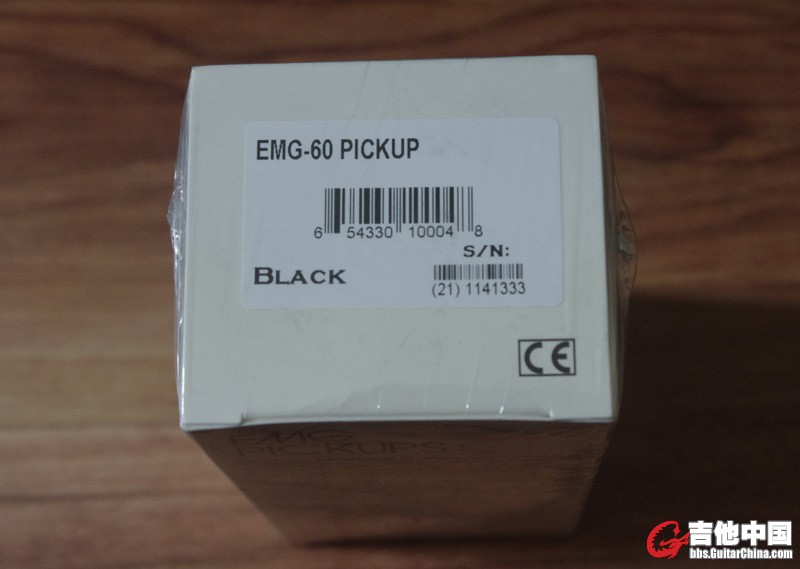 EMG-60 PICKUP
6 54330 10004 8
S/N:
BLACK
(21) 1141333
CE
EMG
PICKUPS
吉他中国
bbs.GuitarChina.com